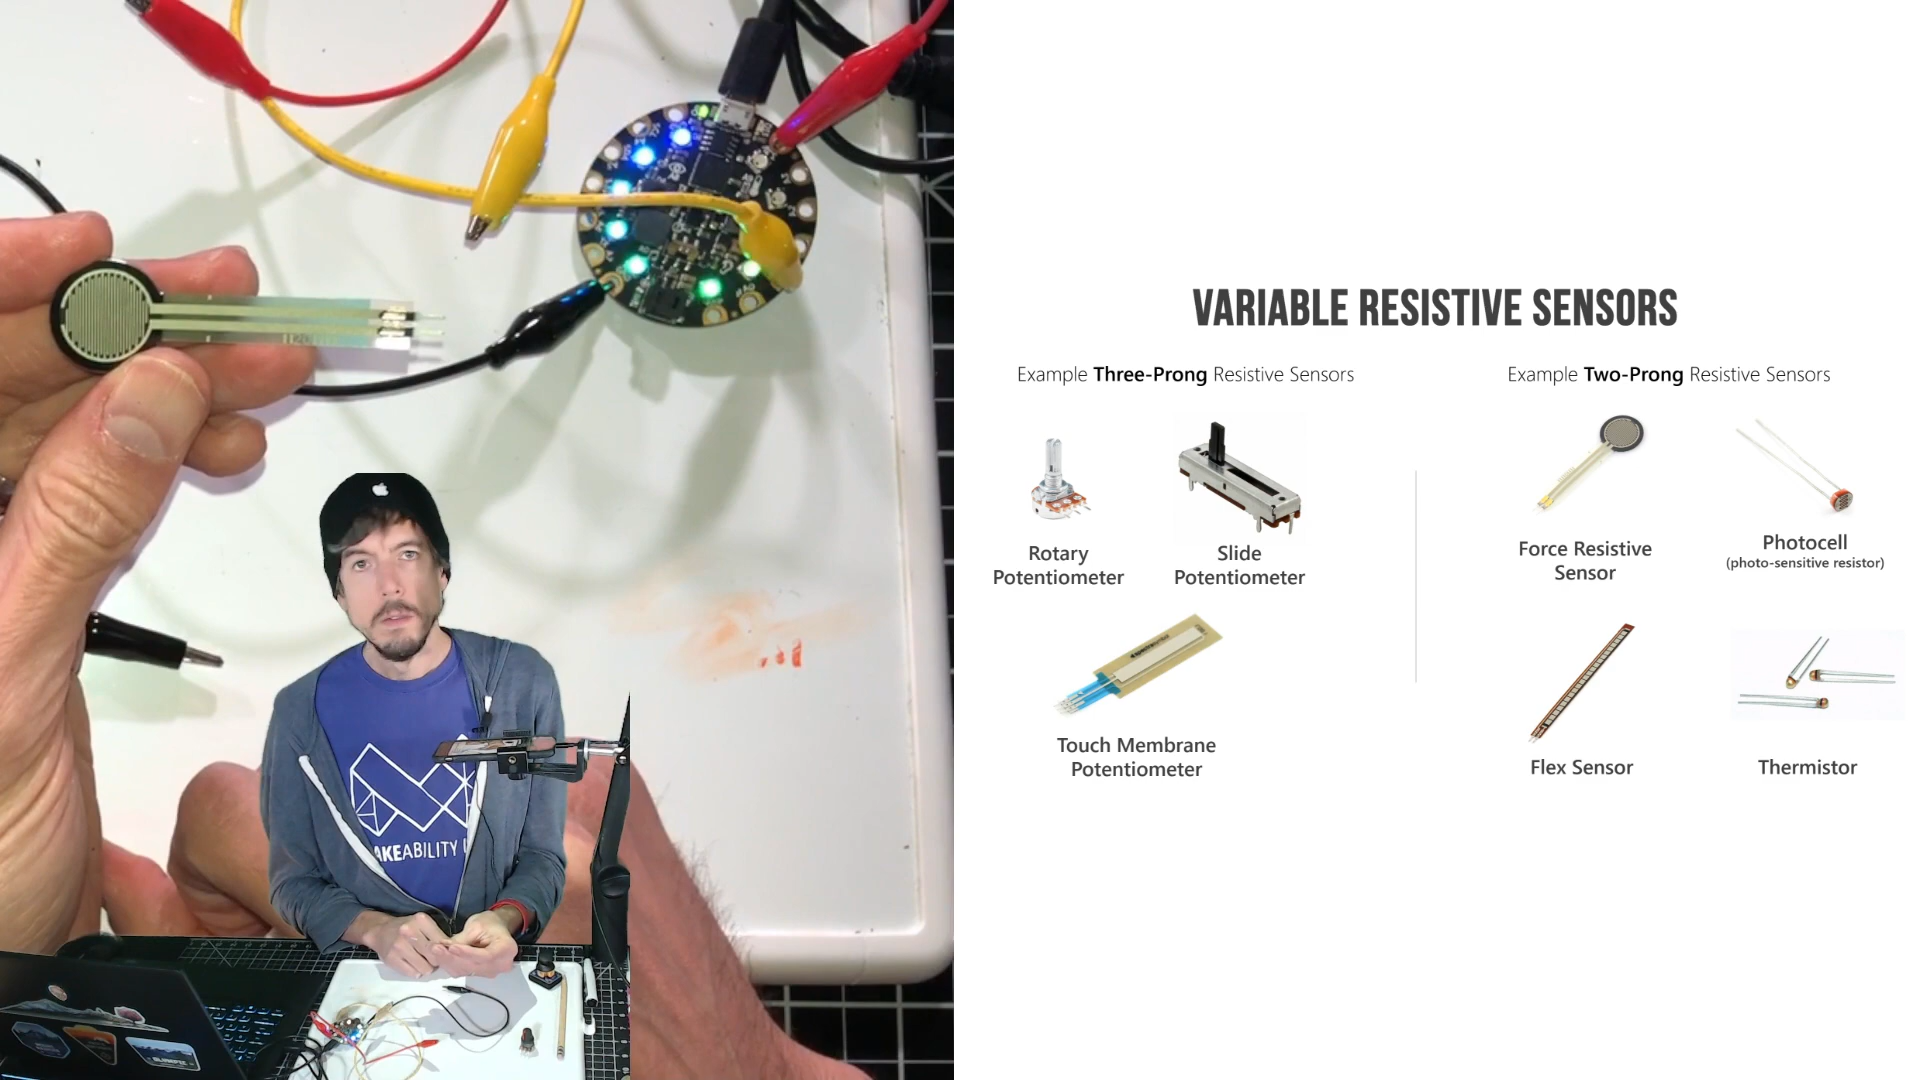 VARIABLE RESISTIVE SENSORS
Example Three-Prong Resistive Sensors
Example Two-Prong Resistive Sensors
Rotary
Potentiometer
Slide
Potentiometer
Force Resistive
Sensor
Photocell
(photo-sensitive resistor)
Touch Membrane
Potentiometer
Flex Sensor
Thermistor
AKEABILITY